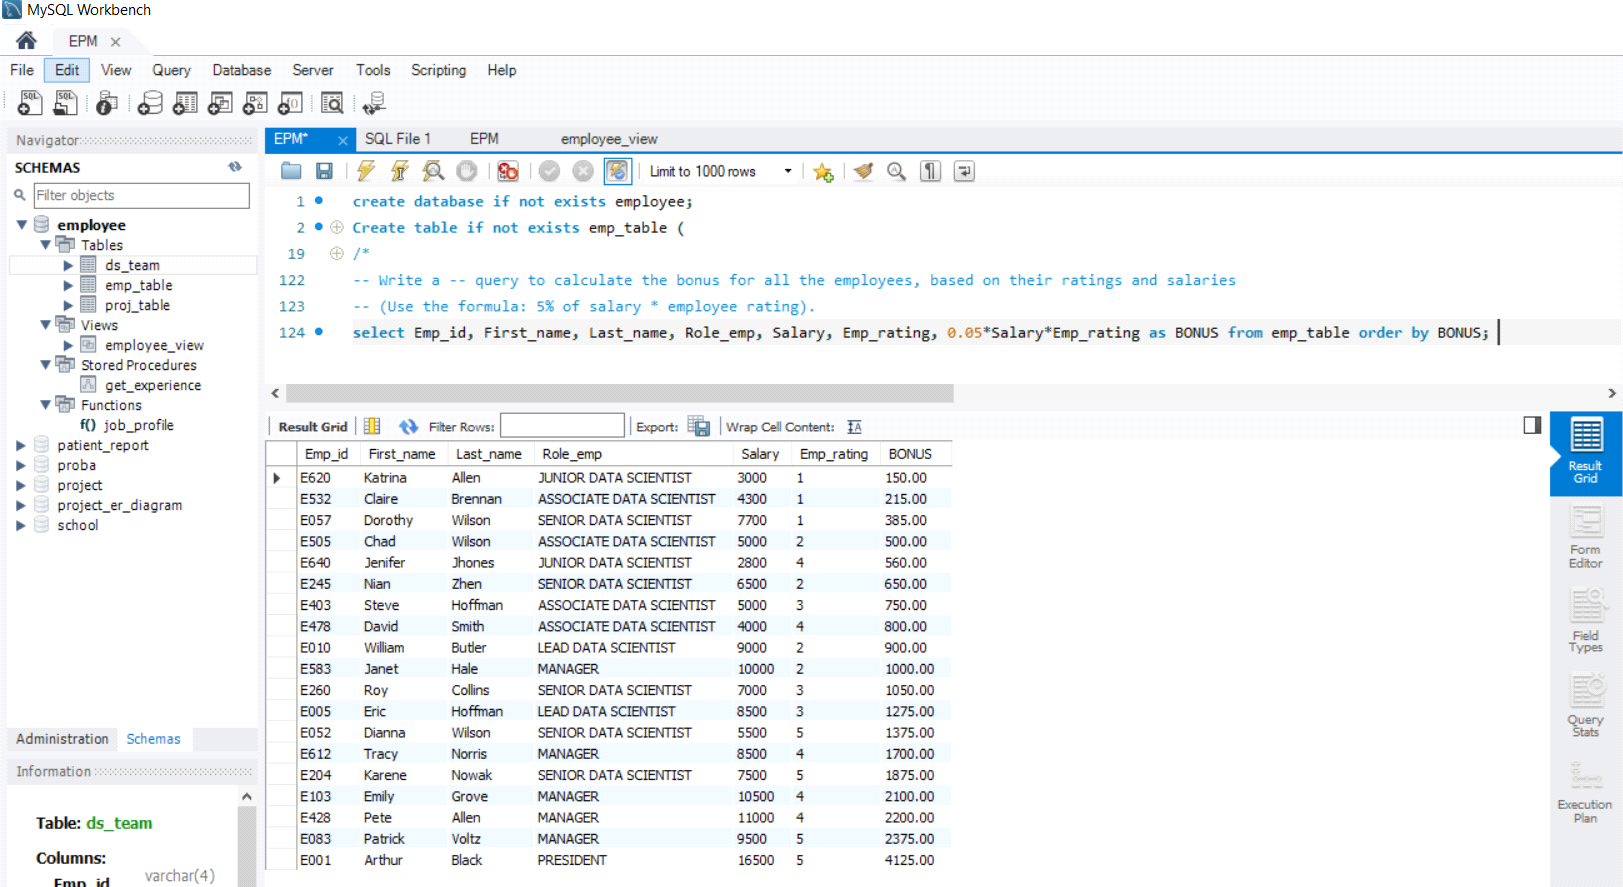 MySQL Workbench
EPM
File Edit View Query Database Server Tools Scripting Help
Navigator
SCHEMAS
Filter objects
employee
Tables
ds_team
emp_table
proj_table
Views
employee_view
Stored Procedures
get_experience
Functions
f() job_profile
patient_report
proba
project
project_er_diagram
school
Administration Schemas
Information
Table: ds_team
Columns:
Emp_id varchar(4)
EPM* SQL File 1 EPM employee_view
Limit to 1000 rows
1 create database if not exists employee;
2 Create table if not exists emp_table (
19 /*
122 -- Write a -- query to calculate the bonus for all the employees, based on their ratings and salaries
123 -- (Use the formula: 5% of salary * employee rating).
124 select Emp_id, First_name, Last_name, Role_emp, Salary, Emp_rating, 0.05*Salary*Emp_rating as BONUS from emp_table order by BONUS;
Result Grid Filter Rows: Export: Wrap Cell Content: IA
Emp_id First_name Last_name Role_emp Salary Emp_rating BONUS
E620 Katrina Allen JUNIOR DATA SCIENTIST 3000 1 150.00
E532 Claire Brennan ASSOCIATE DATA SCIENTIST 4300 1 215.00
E057 Dorothy Wilson SENIOR DATA SCIENTIST 7700 1 385.00
E505 Chad Wilson ASSOCIATE DATA SCIENTIST 5000 2 500.00
E640 Jenifer Jhones JUNIOR DATA SCIENTIST 2800 4 560.00
E245 Nian Zhen SENIOR DATA SCIENTIST 6500 2 650.00
E403 Steve Hoffman ASSOCIATE DATA SCIENTIST 5000 3 750.00
E478 David Smith ASSOCIATE DATA SCIENTIST 4000 4 800.00
E010 William Butler LEAD DATA SCIENTIST 9000 2 900.00
E583 Janet Hale MANAGER 10000 2 1000.00
E260 Roy Collins SENIOR DATA SCIENTIST 7000 3 1050.00
E005 Eric Hoffman LEAD DATA SCIENTIST 8500 3 1275.00
E052 Dianna Wilson SENIOR DATA SCIENTIST 5500 5 1375.00
E612 Tracy Norris MANAGER 8500 4 1700.00
E204 Karene Nowak SENIOR DATA SCIENTIST 7500 5 1875.00
E103 Emily Grove MANAGER 10500 4 2100.00
E428 Pete Allen MANAGER 11000 4 2200.00
E083 Patrick Voltz MANAGER 9500 5 2375.00
E001 Arthur Black PRESIDENT 16500 5 4125.00
Result
Grid
Form
Editor
Field
Types
Query
Stats
Execution
Plan